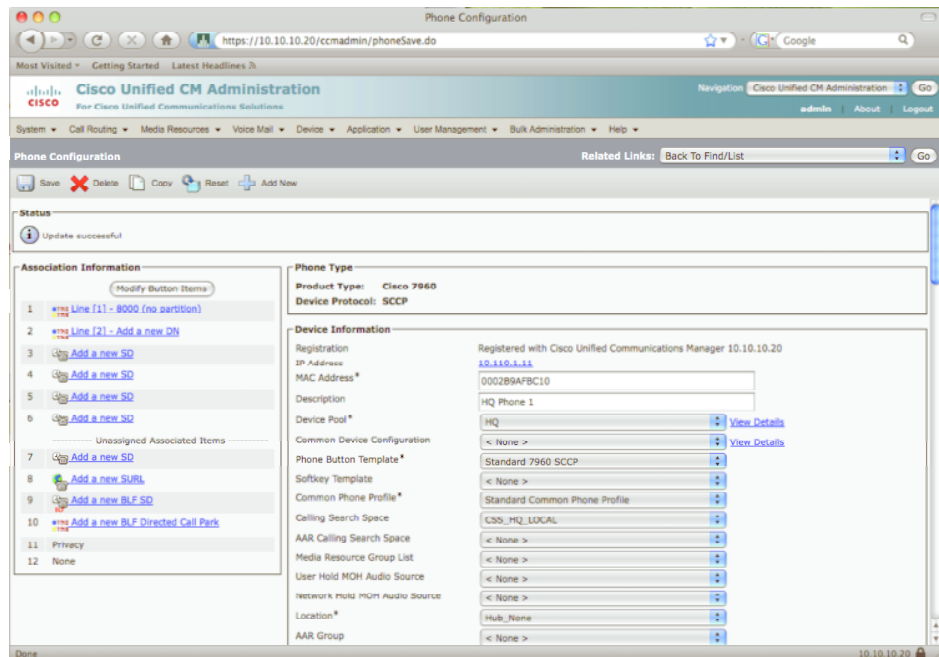 Phone Configuration
https://10.10.10.20/ccmadmin/phoneSave.do
Google
Most Visited Getting Started Latest Headlines
CISCO
Cisco Unified CM Administration
For Cisco Unified Communications Solutions
Navigation Cisco Unified CM Administration Go
admin | About | Logout
System Call Routing Media Resources Voice Mail Device Application User Management Bulk Administration Help
Phone Configuration
Related Links: Back To Find/List Go
Save Delete Copy Reset Add New
Status
Update successful
Association Information
Modify Button Items
1 Line [1] - 8000 (no partition)
2 Line [2] - Add a new DN
3 Add a new SD
4 Add a new SD
5 Add a new SD
6 Add a new SD
Unassigned Associated Items
7 Add a new SD
8 Add a new SURL
9 Add a new BLF SD
10 Add a new BLF Directed Call Park
11 Privacy
12 None
Phone Type
Product Type: Cisco 7960
Device Protocol: SCCP
Device Information
Registration Registered with Cisco Unified Communications Manager 10.10.10.20
IP Address 10.110.1.11
MAC Address* 0002B9AFBC10
Description HQ Phone 1
Device Pool* HQ View Details
Common Device Configuration < None > View Details
Phone Button Template* Standard 7960 SCCP
Softkey Template < None >
Common Phone Profile* Standard Common Phone Profile
Calling Search Space CSS_HQ_LOCAL
AAR Calling Search Space < None >
Media Resource Group List < None >
User Hold MOH Audio Source < None >
Network Hold MOH Audio Source < None >
Location* Hub_None
AAR Group < None >
Done
10.10.10.20